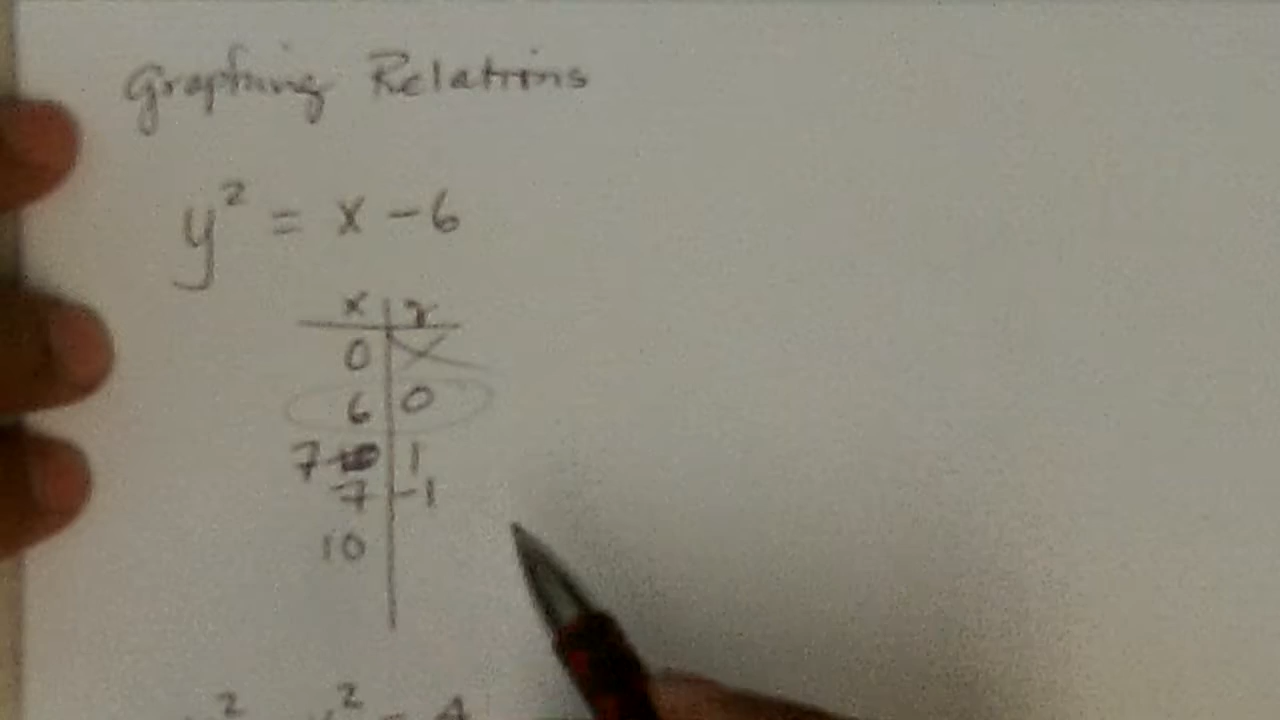 Graphing Relations
y² = x - 6
x | y
0
6 | 0
7 | 1
7 | -1
10